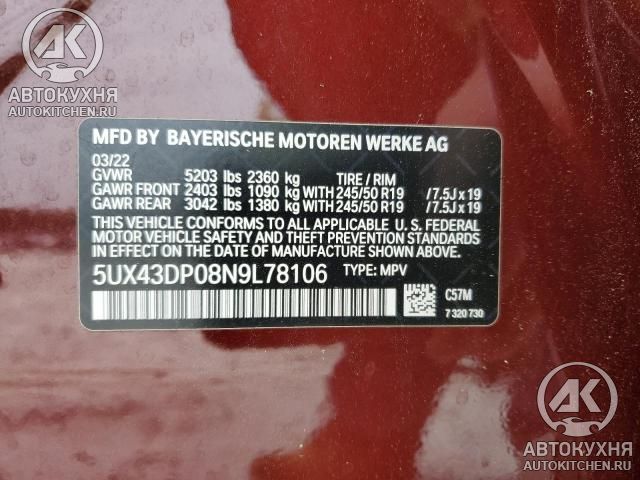 AK
АВТОКУХНЯ
AUTOKITCHEN.RU
MFD BY BAYERISCHE MOTOREN WERKE AG
03/22
GVWR 5203 lbs 2360 kg TIRE / RIM
GAWR FRONT 2403 lbs 1090 kg WITH 245/50 R19 /7.5J x 19
GAWR REAR 3042 lbs 1380 kg WITH 245/50 R19 /7.5J x 19
THIS VEHICLE CONFORMS TO ALL APPLICABLE U. S. FEDERAL
MOTOR VEHICLE SAFETY AND THEFT PREVENTION STANDARDS
IN EFFECT ON THE DATE OF MANUFACTURE SHOWN ABOVE.
5UX43DP08N9L78106 TYPE: MPV
C57M
7 320 730
AK
АВТОКУХНЯ
AUTOKITCHEN.RU